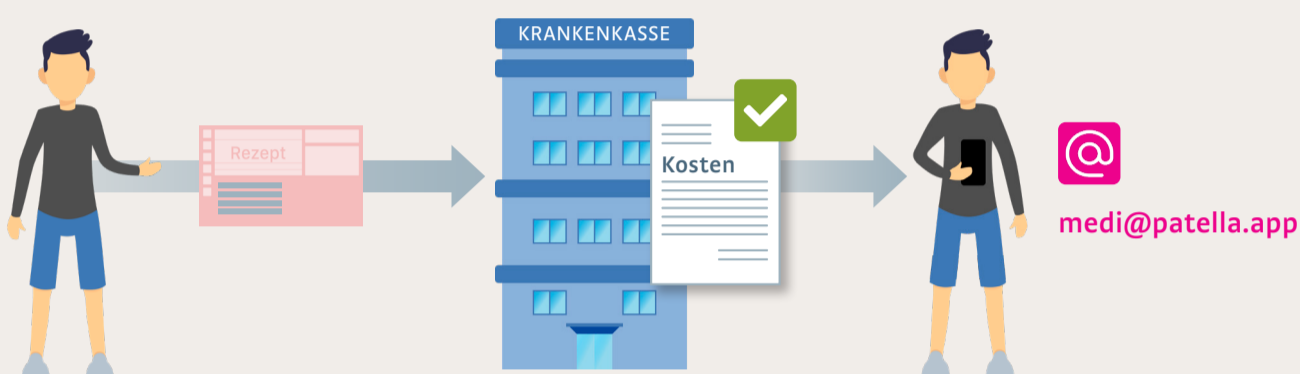 Rezept
KRANKENKASSE
Kosten
@
medi@patella.app